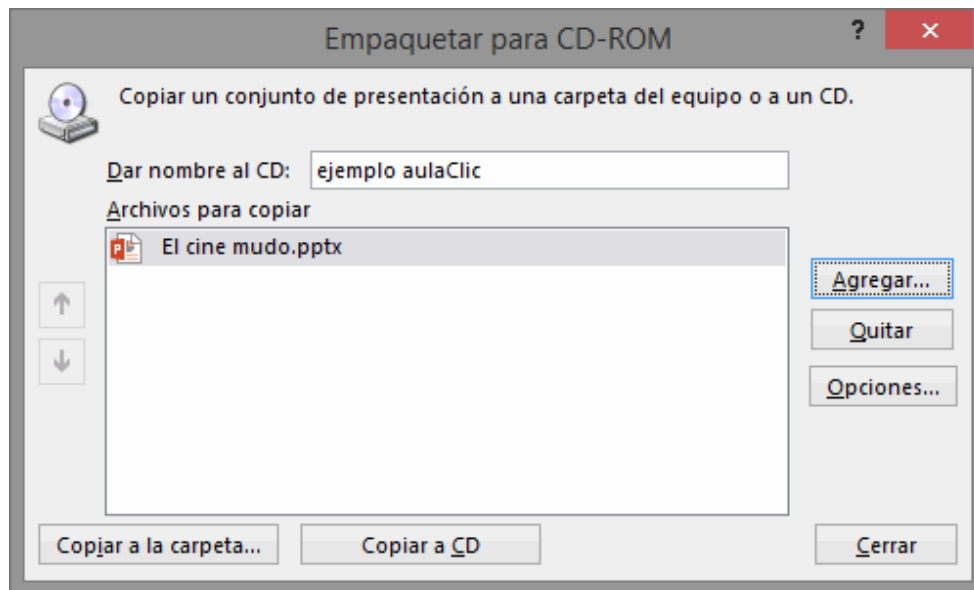 Empaquetar para CD-ROM
?
Copiar un conjunto de presentación a una carpeta del equipo o a un CD.
Dar nombre al CD: ejemplo aulaClic
Archivos para copiar
El cine mudo.pptx
Agregar...
Quitar
Opciones...
Copiar a la carpeta... Copiar a CD Cerrar